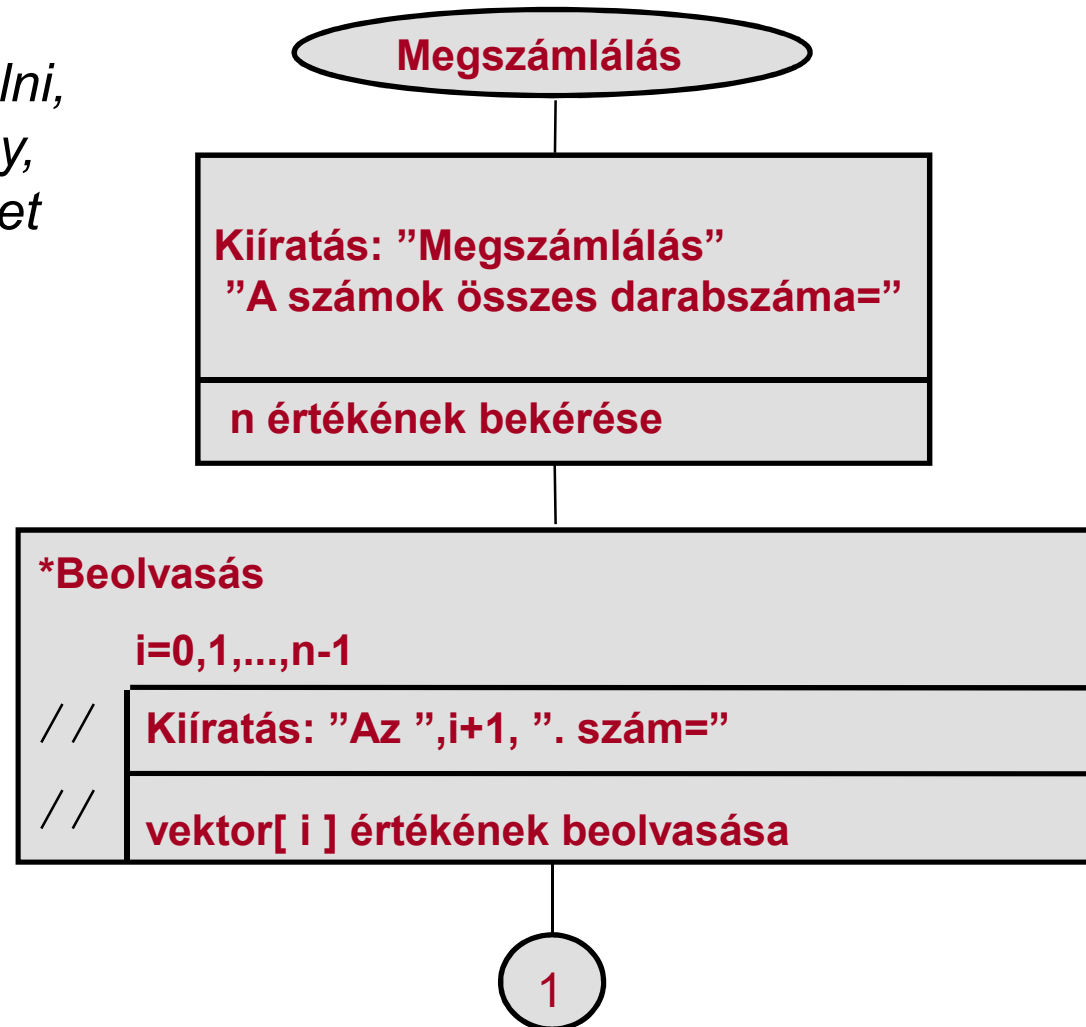 lni,
y,
et
Megszámlálás
Kiíratás: ”Megszámlálás”
”A számok összes darabszáma=”
n értékének bekérése
*Beolvasás
i=0,1,...,n-1
// Kiíratás: ”Az ”,i+1, ”. szám=”
// vektor[ i ] értékének beolvasása
1